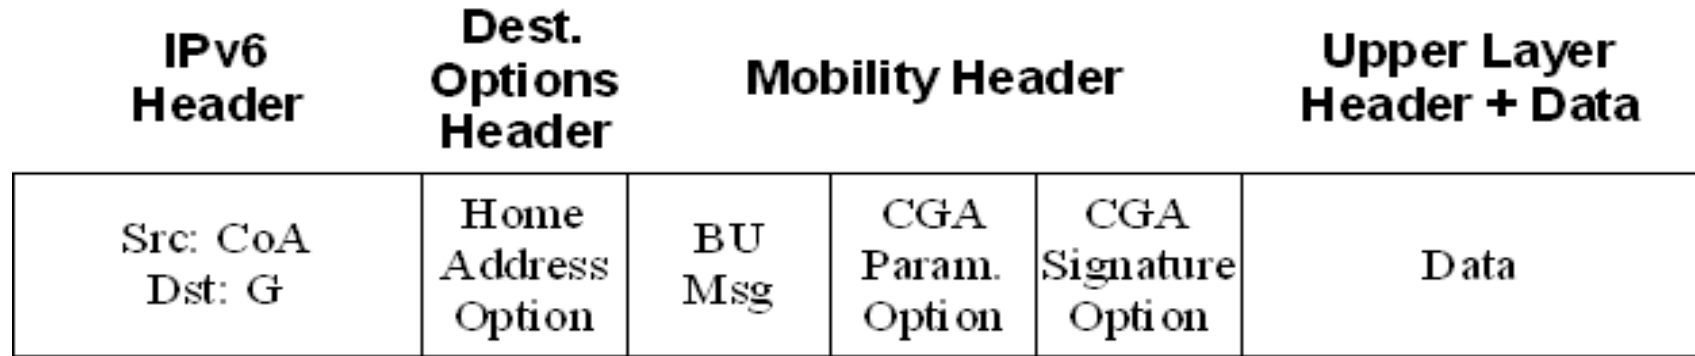 IPv6
Header
Dest.
Options
Header
Mobility Header
Upper Layer
Header + Data
Src: CoA
Dst: G
Home
Address
Option
BU
Msg
CGA
Param.
Option
CGA
Signature
Option
Data